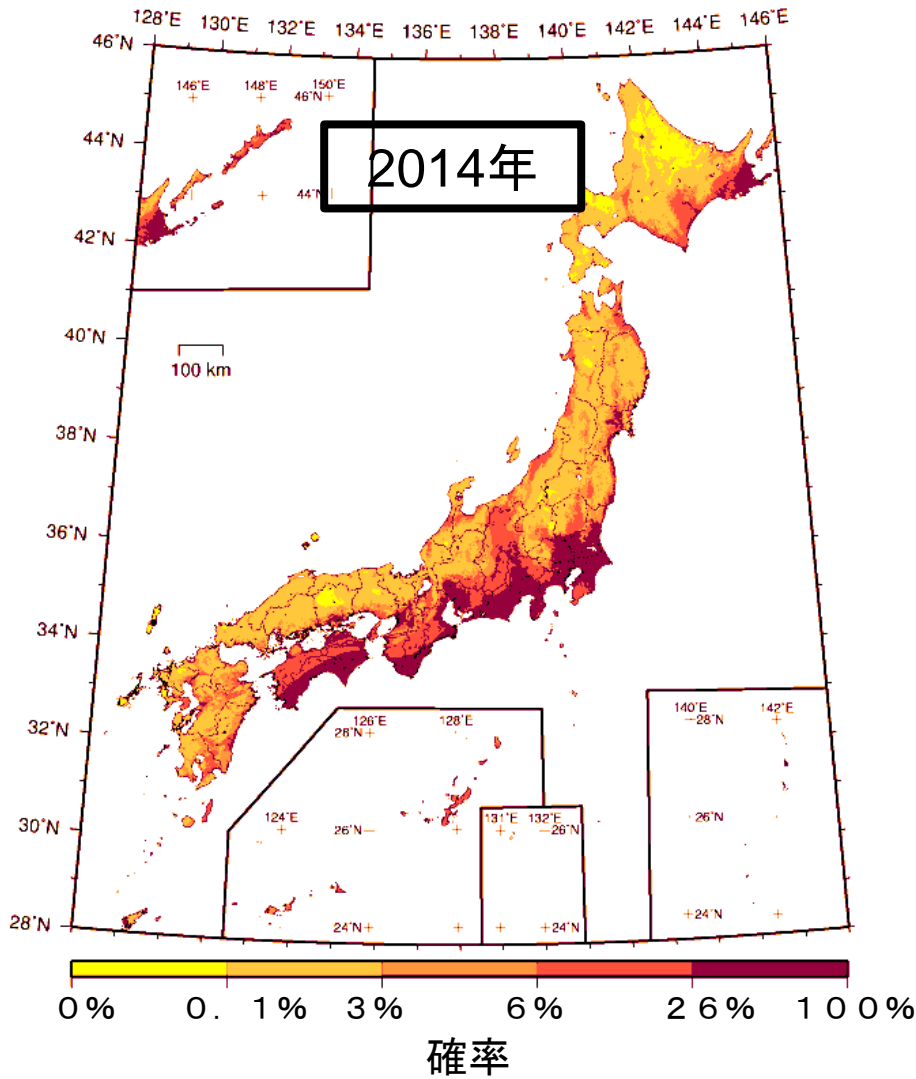 128°E 130°E 132°E 134°E 136°E 138°E 140°E 142°E 144°E 146°E
46°N
146°E 148°E 150°E
46°N
44°N
2014年
44°N
42°N
40°N
100 km
38°N
36°N
34°N
32°N
126°E 128°E
28°N
140°E 142°E
28°N
30°N
124°E
26°N
131°E 132°E
26°N
26°N
28°N
24°N
24°N
24°N
0% 0.1% 3% 6% 26% 100%
確率